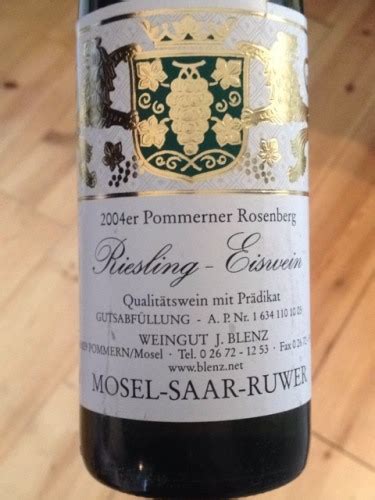 2004er Pommerner Rosenberg
Riesling - Eiswein
Qualitätswein mit Prädikat
GUTSABFÜLLUNG - A. P. Nr. 1 634 110 10 05
WEINGUT J. BLENZ
POMMERN/Mosel · Tel. 0 26 72 - 12 53 · Fax 0 26 72
www.blenz.net
MOSEL-SAAR-RUWER